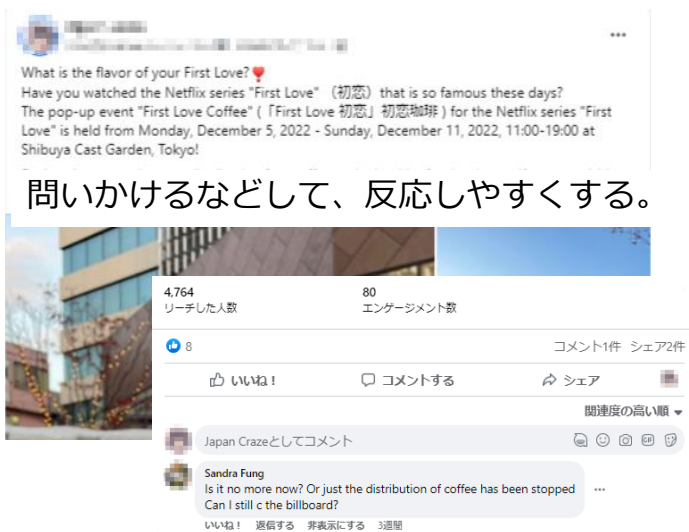 What is the flavor of your First Love?❣
Have you watched the Netflix series "First Love" （初恋）that is so famous these days?
The pop-up event "First Love Coffee" (「First Love 初恋」初恋珈琲 ) for the Netflix series "First
Love" is held from Monday, December 5, 2022 - Sunday, December 11, 2022, 11:00-19:00 at
Shibuya Cast Garden, Tokyo!
問いかけるなどして、反応しやすくする。
4,764 80
リーチした人数 エンゲージメント数
8 コメント1件 シェア2件
いいね！ コメントする シェア
関連度の高い順
Japan Crazeとしてコメント
Sandra Fung
Is it no more now? Or just the distribution of coffee has been stopped
Can I still c the billboard?
いいね！ 返信する 非表示にする 3週間